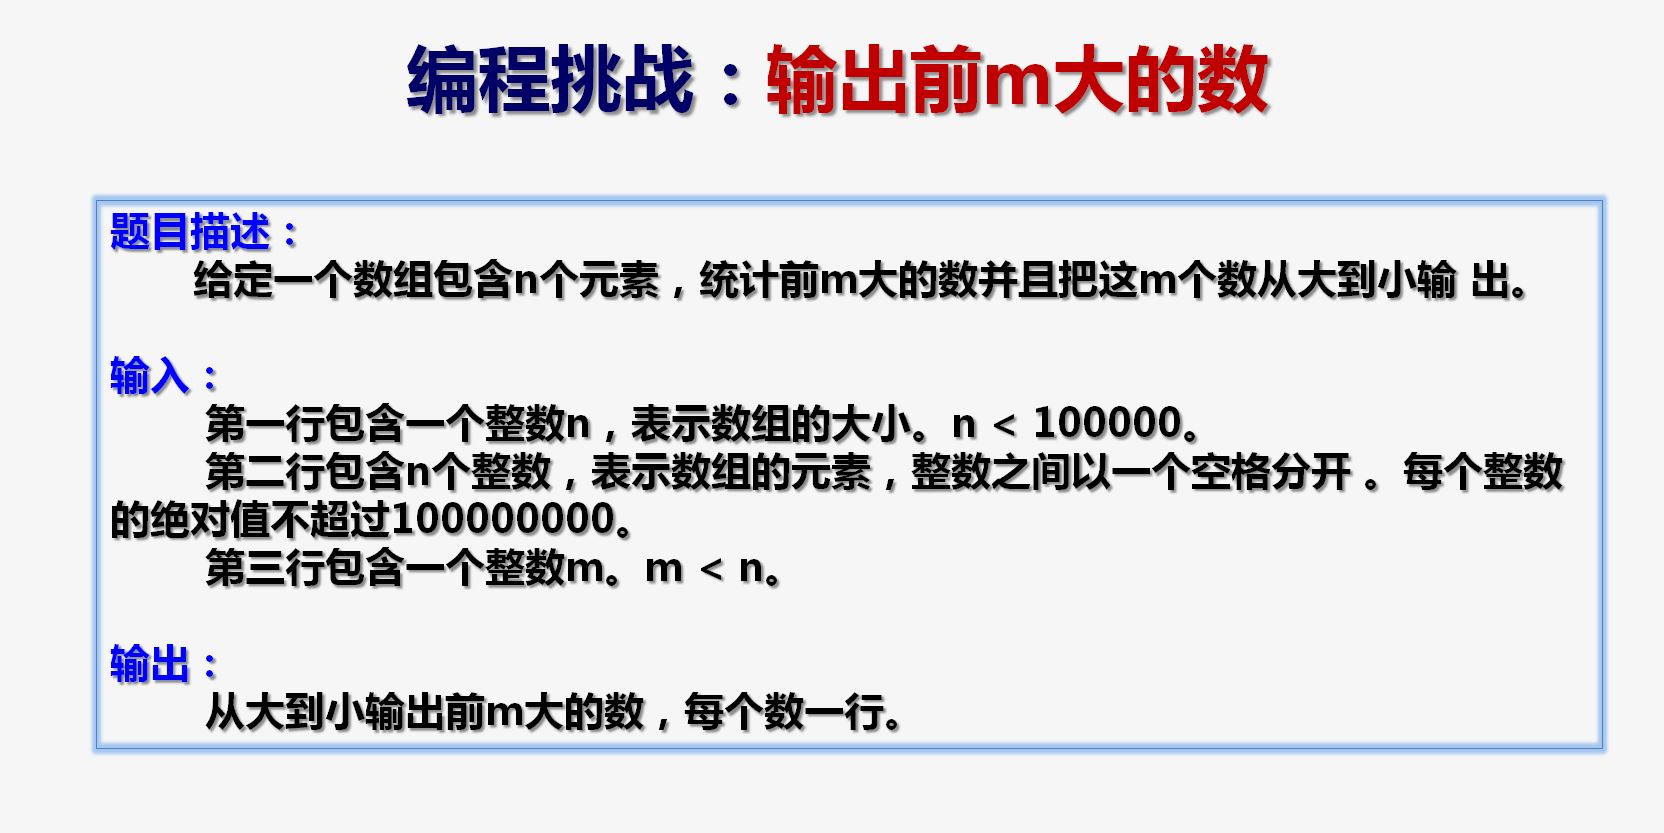 编程挑战：输出前m大的数
题目描述：
给定一个数组包含n个元素，统计前m大的数并且把这m个数从大到小输 出。
输入：
第一行包含一个整数n，表示数组的大小。n < 100000。
第二行包含n个整数，表示数组的元素，整数之间以一个空格分开 。每个整数
的绝对值不超过100000000。
第三行包含一个整数m。m < n。
输出：
从大到小输出前m大的数，每个数一行。